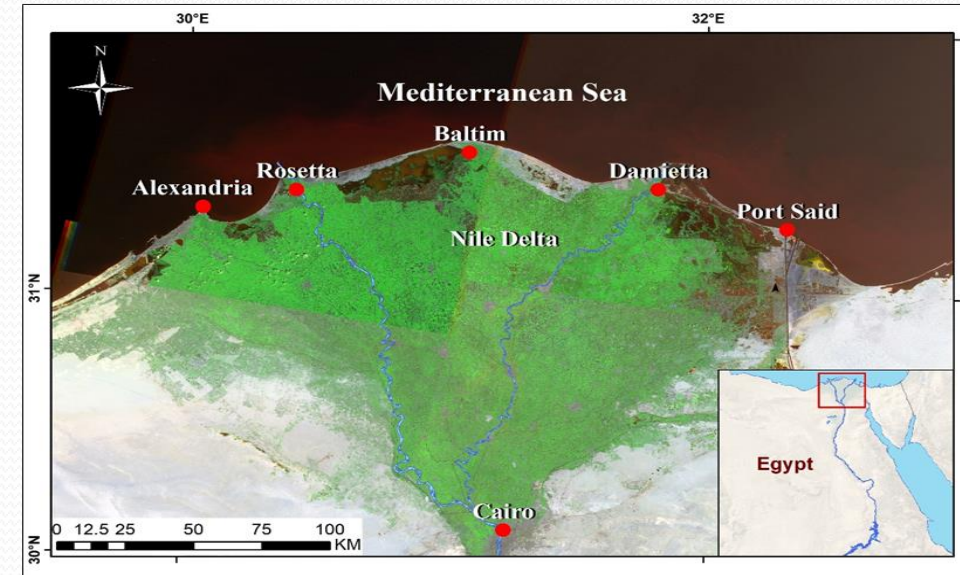 30°E
32°E
N
Mediterranean Sea
Baltim
Rosetta
Damietta
Alexandria
Port Said
Nile Delta
31°N
Egypt
Cairo
0 12.5 25 50 75 100
KM
30°N